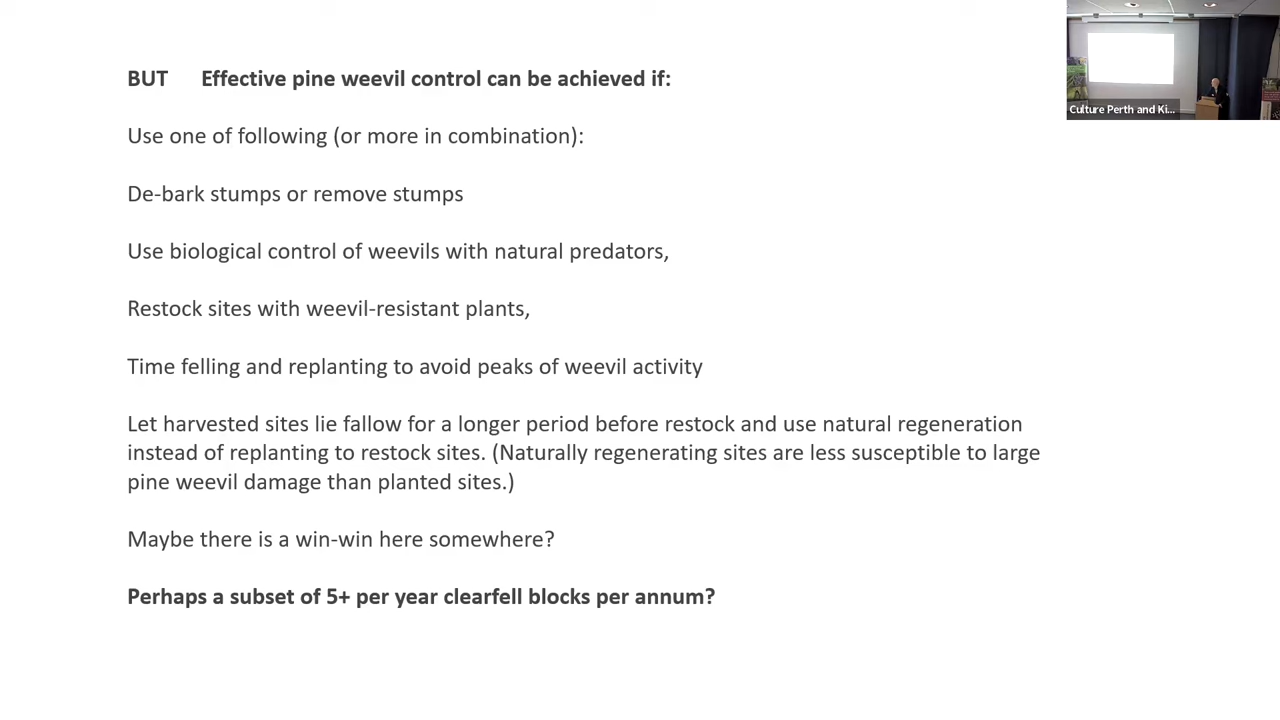 BUT Effective pine weevil control can be achieved if:
Use one of following (or more in combination):
De-bark stumps or remove stumps
Use biological control of weevils with natural predators,
Restock sites with weevil-resistant plants,
Time felling and replanting to avoid peaks of weevil activity
Let harvested sites lie fallow for a longer period before restock and use natural regeneration
instead of replanting to restock sites. (Naturally regenerating sites are less susceptible to large
pine weevil damage than planted sites.)
Maybe there is a win-win here somewhere?
Perhaps a subset of 5+ per year clearfell blocks per annum?
Culture Perth and Ki...